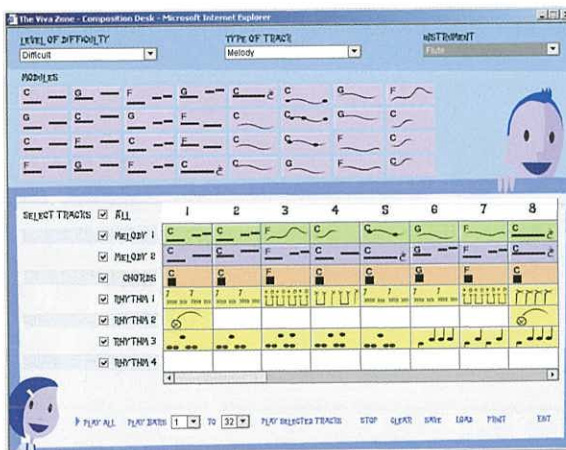 The Viva Zone - Composition Desk - Microsoft Internet Explorer
LEVEL OF DIFFICULTY TYPE OF TRACK INSTRUMENT
Difficult Melody Flute
MODULES
C G F G C C G F
G G C G C C G C
C C G F C C F C
F F G C C G F C
SELECT TRACKS ALL 1 2 3 4 5 6 7 8
MELODY 1 C C F C C G F C
MELODY 2 C C F C C G F G
CHORDS C C F C C G F C
RHYTHM 1
RHYTHM 2
RHYTHM 3
RHYTHM 4
PLAY ALL PLAY BARS 1 TO 32 PLAY SELECTED TRACKS STOP CLEAR SAVE LOAD PRINT EXIT